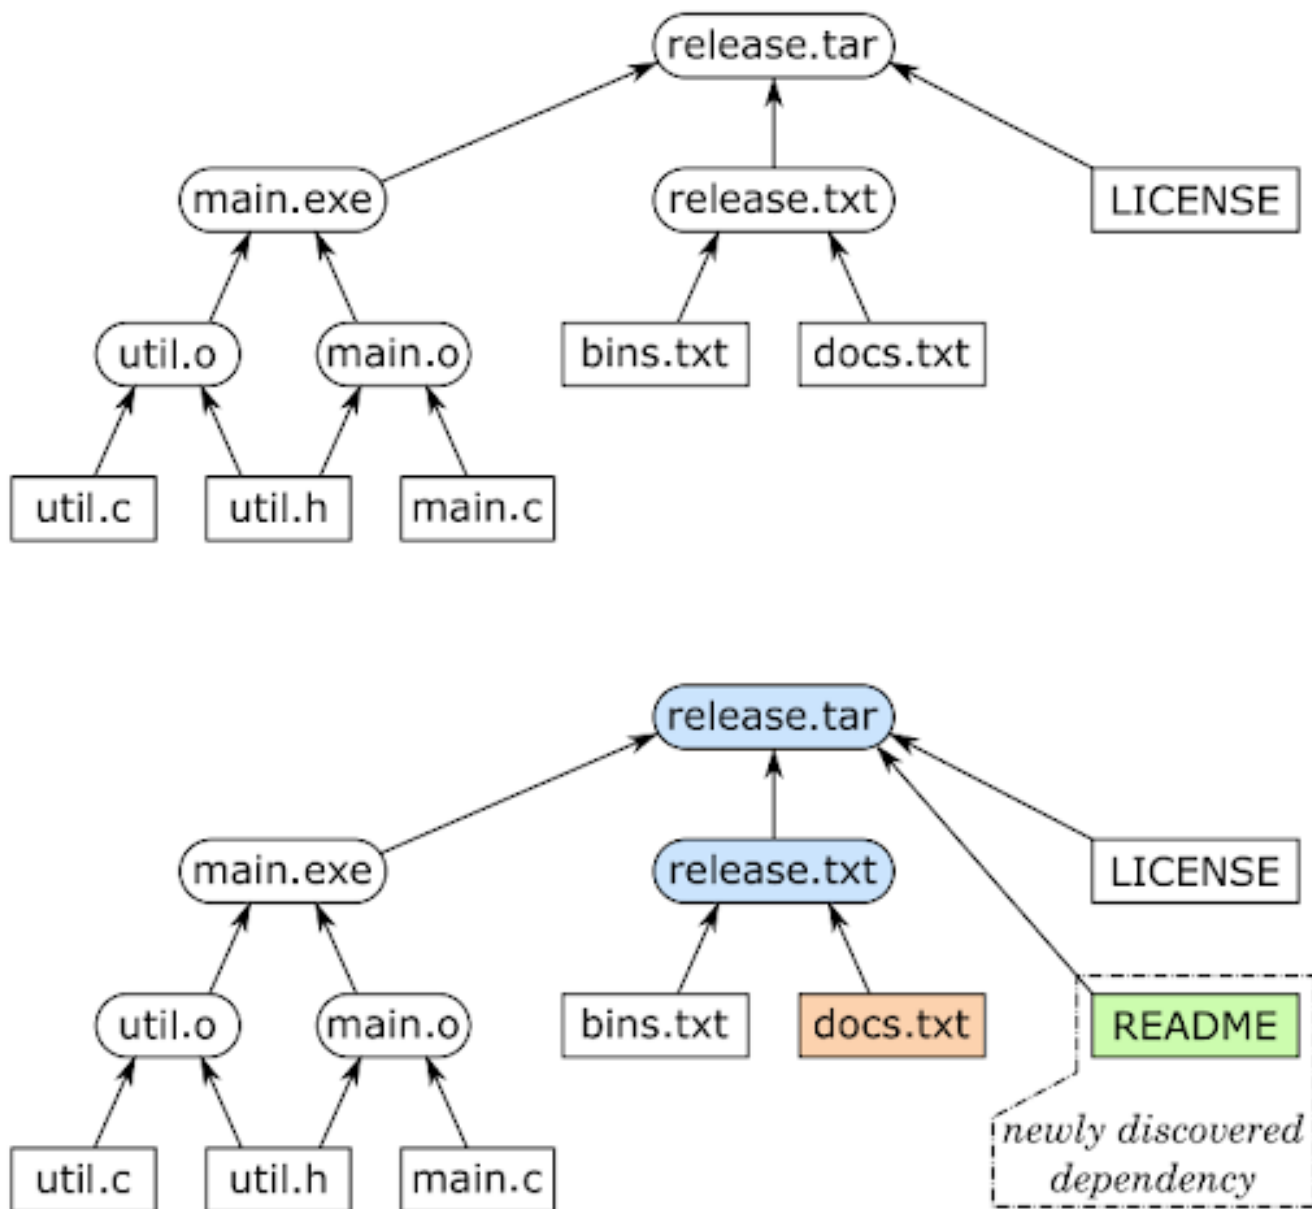 release.tar
main.exe
release.txt
LICENSE
util.o
main.o
bins.txt
docs.txt
util.c
util.h
main.c
release.tar
main.exe
release.txt
LICENSE
util.o
main.o
bins.txt
docs.txt
README
newly discovered
dependency
util.c
util.h
main.c